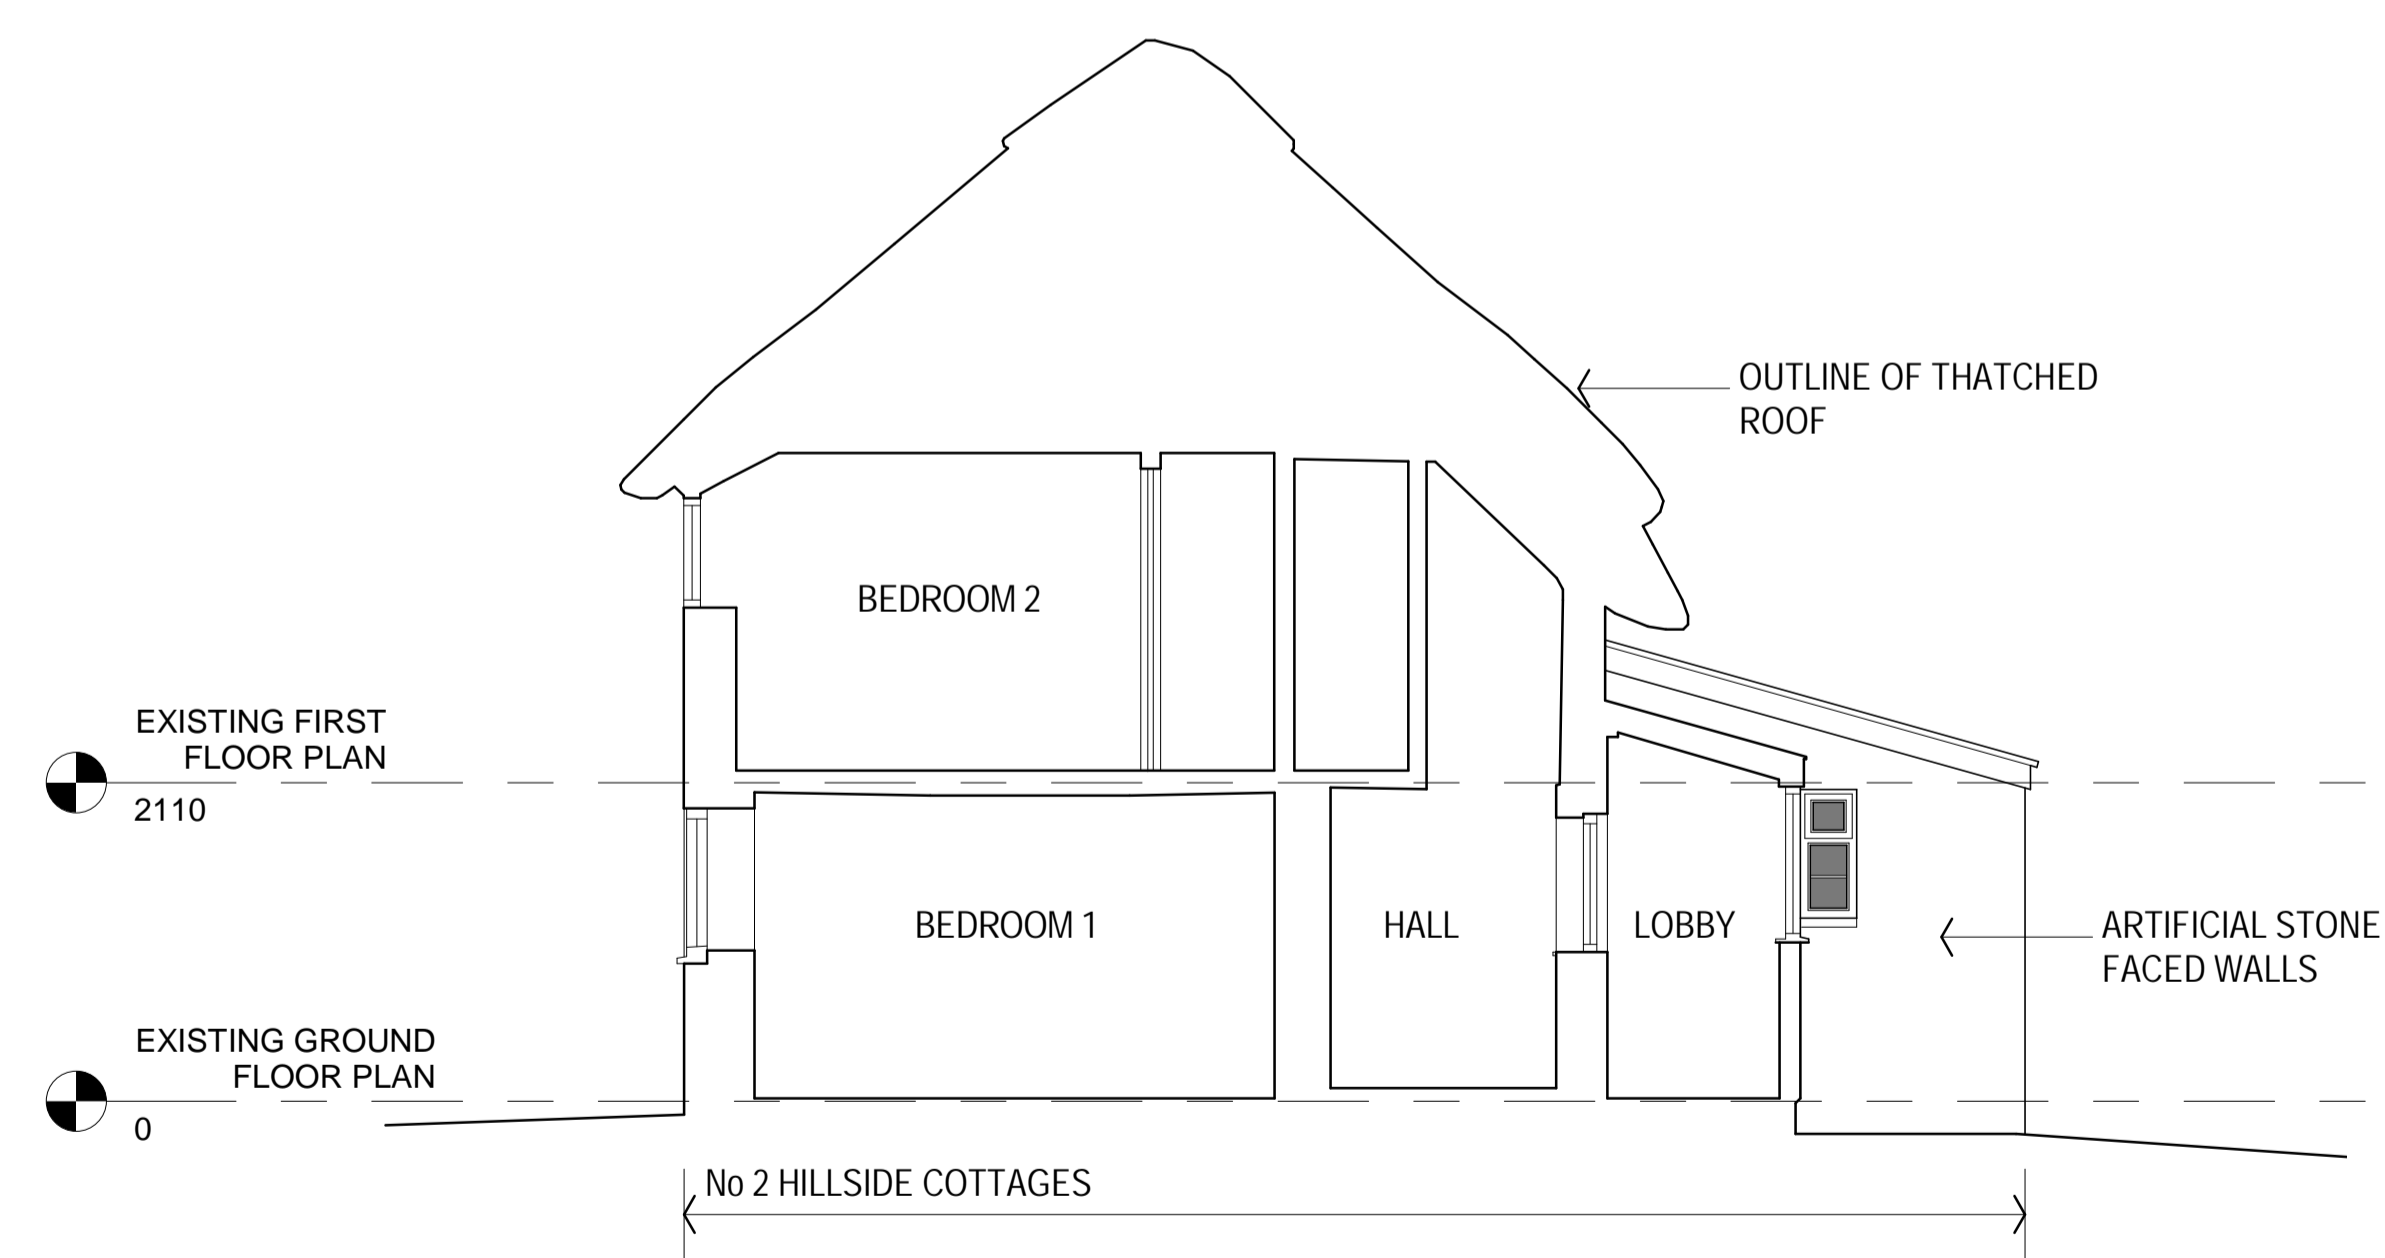 OUTLINE OF THATCHED
ROOF
BEDROOM 2
EXISTING FIRST
FLOOR PLAN
2110
BEDROOM 1
HALL
LOBBY
ARTIFICIAL STONE
FACED WALLS
EXISTING GROUND
FLOOR PLAN
0
No 2 HILLSIDE COTTAGES